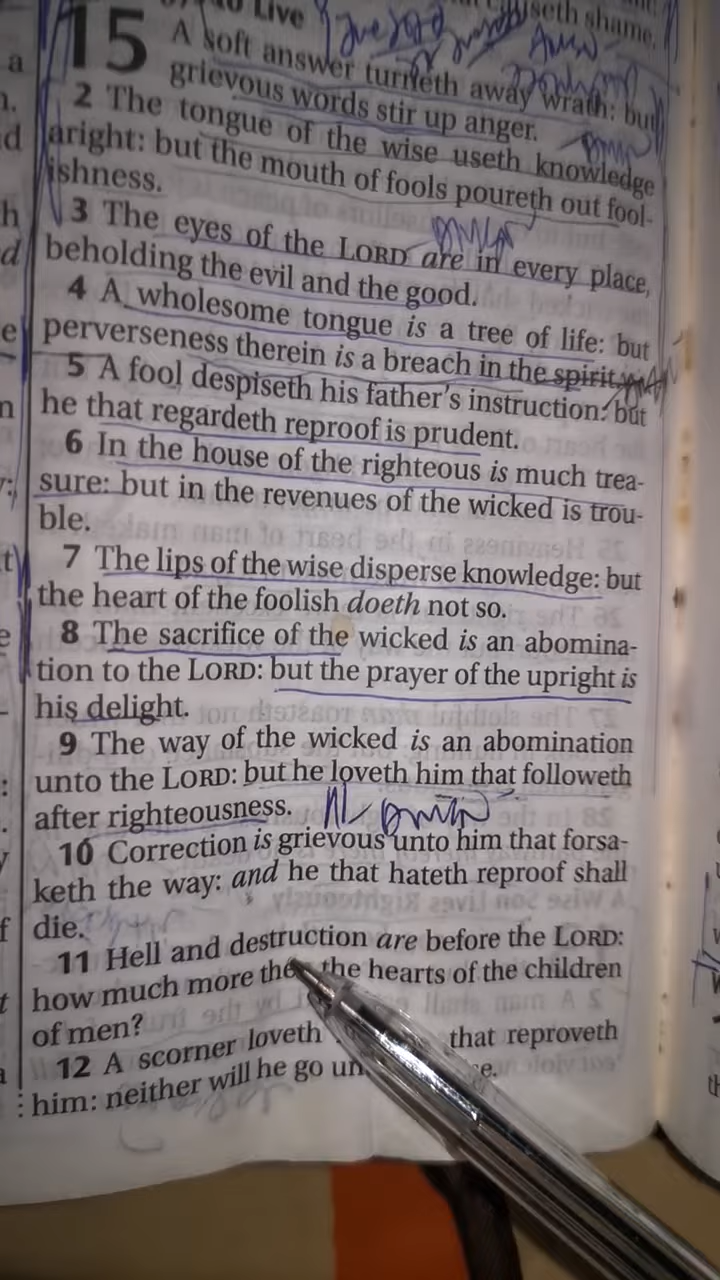 Live
useth shame.
15 A soft answer turneth away wrath: but
grievous words stir up anger.
2 The tongue of the wise useth knowledge
aright: but the mouth of fools poureth out fool-
ishness.
3 The eyes of the LORD are in every place,
beholding the evil and the good.
4 A wholesome tongue is a tree of life: but
perverseness therein is a breach in the spirit.
5 A fool despiseth his father's instruction: but
he that regardeth reproof is prudent.
6 In the house of the righteous is much trea-
sure: but in the revenues of the wicked is trou-
ble.
7 The lips of the wise disperse knowledge: but
the heart of the foolish doeth not so.
8 The sacrifice of the wicked is an abomina-
tion to the LORD: but the prayer of the upright is
his delight.
9 The way of the wicked is an abomination
unto the LORD: but he loveth him that followeth
after righteousness.
10 Correction is grievous unto him that forsa-
keth the way: and he that hateth reproof shall
die.
11 Hell and destruction are before the LORD:
how much more the the hearts of the children
of men?
12 A scorner loveth that reproveth
him: neither will he go un